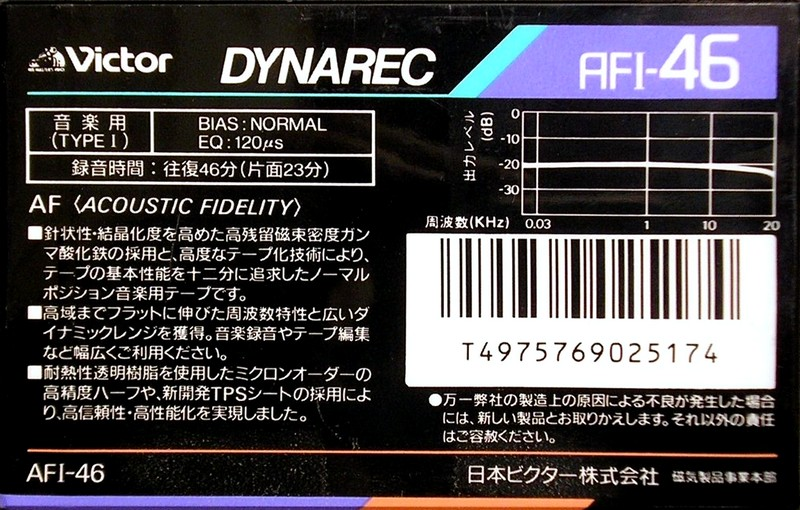 Victor DYNAREC AFI-46
音楽用
(TYPE I)
BIAS : NORMAL
EQ : 120μs
録音時間 : 往復46分(片面23分)
AF 〈ACOUSTIC FIDELITY〉
■針状性・結晶化度を高めた高残留磁束密度ガン
マ酸化鉄の採用と、高度なテープ化技術により、
テープの基本性能を十二分に追求したノーマル
ポジション音楽用テープです。
■高域までフラットに伸びた周波数特性と広いダ
イナミックレンジを獲得。音楽録音やテープ編集
など幅広くご利用ください。
■耐熱性透明樹脂を使用したミクロンオーダーの
高精度ハーフや、新開発TPSシートの採用によ
り、高信頼性・高性能化を実現しました。
出力レベル
(dB)
0
-10
-20
-30
周波数(KHz) 0.03 1 10 20
T4975769025174
●万一弊社の製造上の原因による不良が発生した場合
には、新しい製品とお取りかえします。それ以外の責任
はご容赦ください。
AFI-46
日本ビクター株式会社 磁気製品事業本部